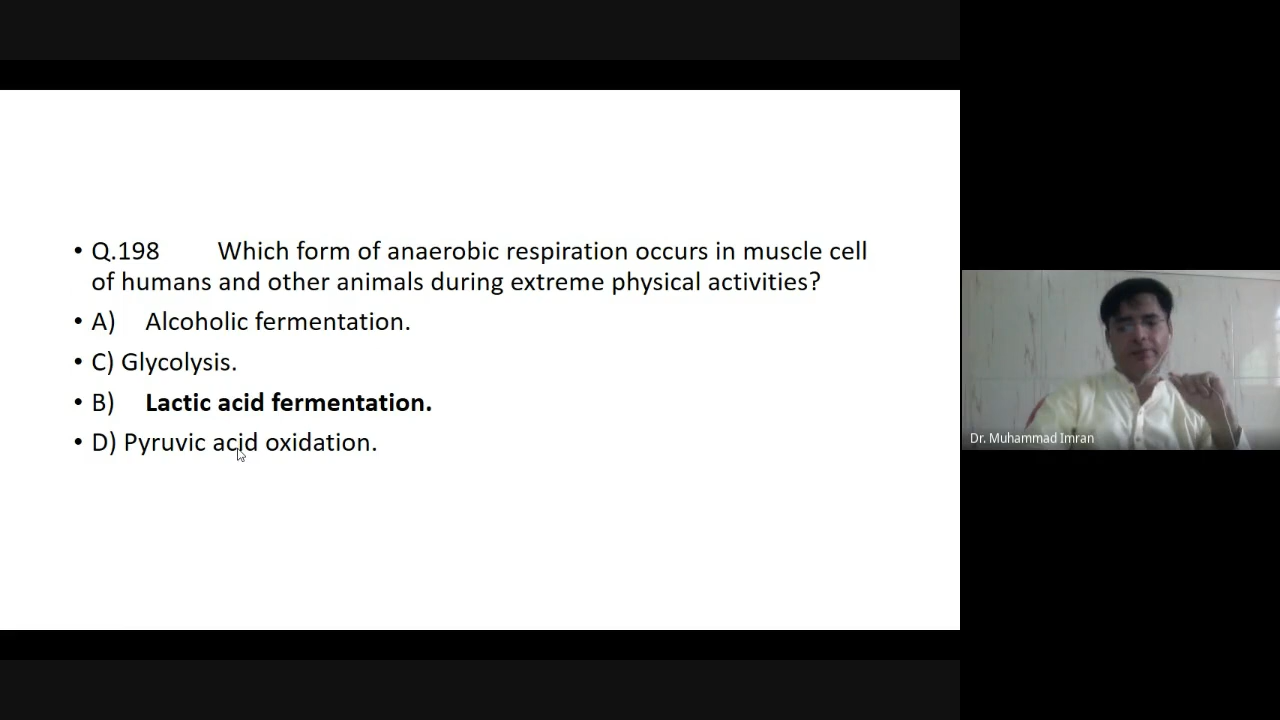 • Q.198 Which form of anaerobic respiration occurs in muscle cell
of humans and other animals during extreme physical activities?
• A) Alcoholic fermentation.
• C) Glycolysis.
• B) Lactic acid fermentation.
• D) Pyruvic acid oxidation.
Dr. Muhammad Imran